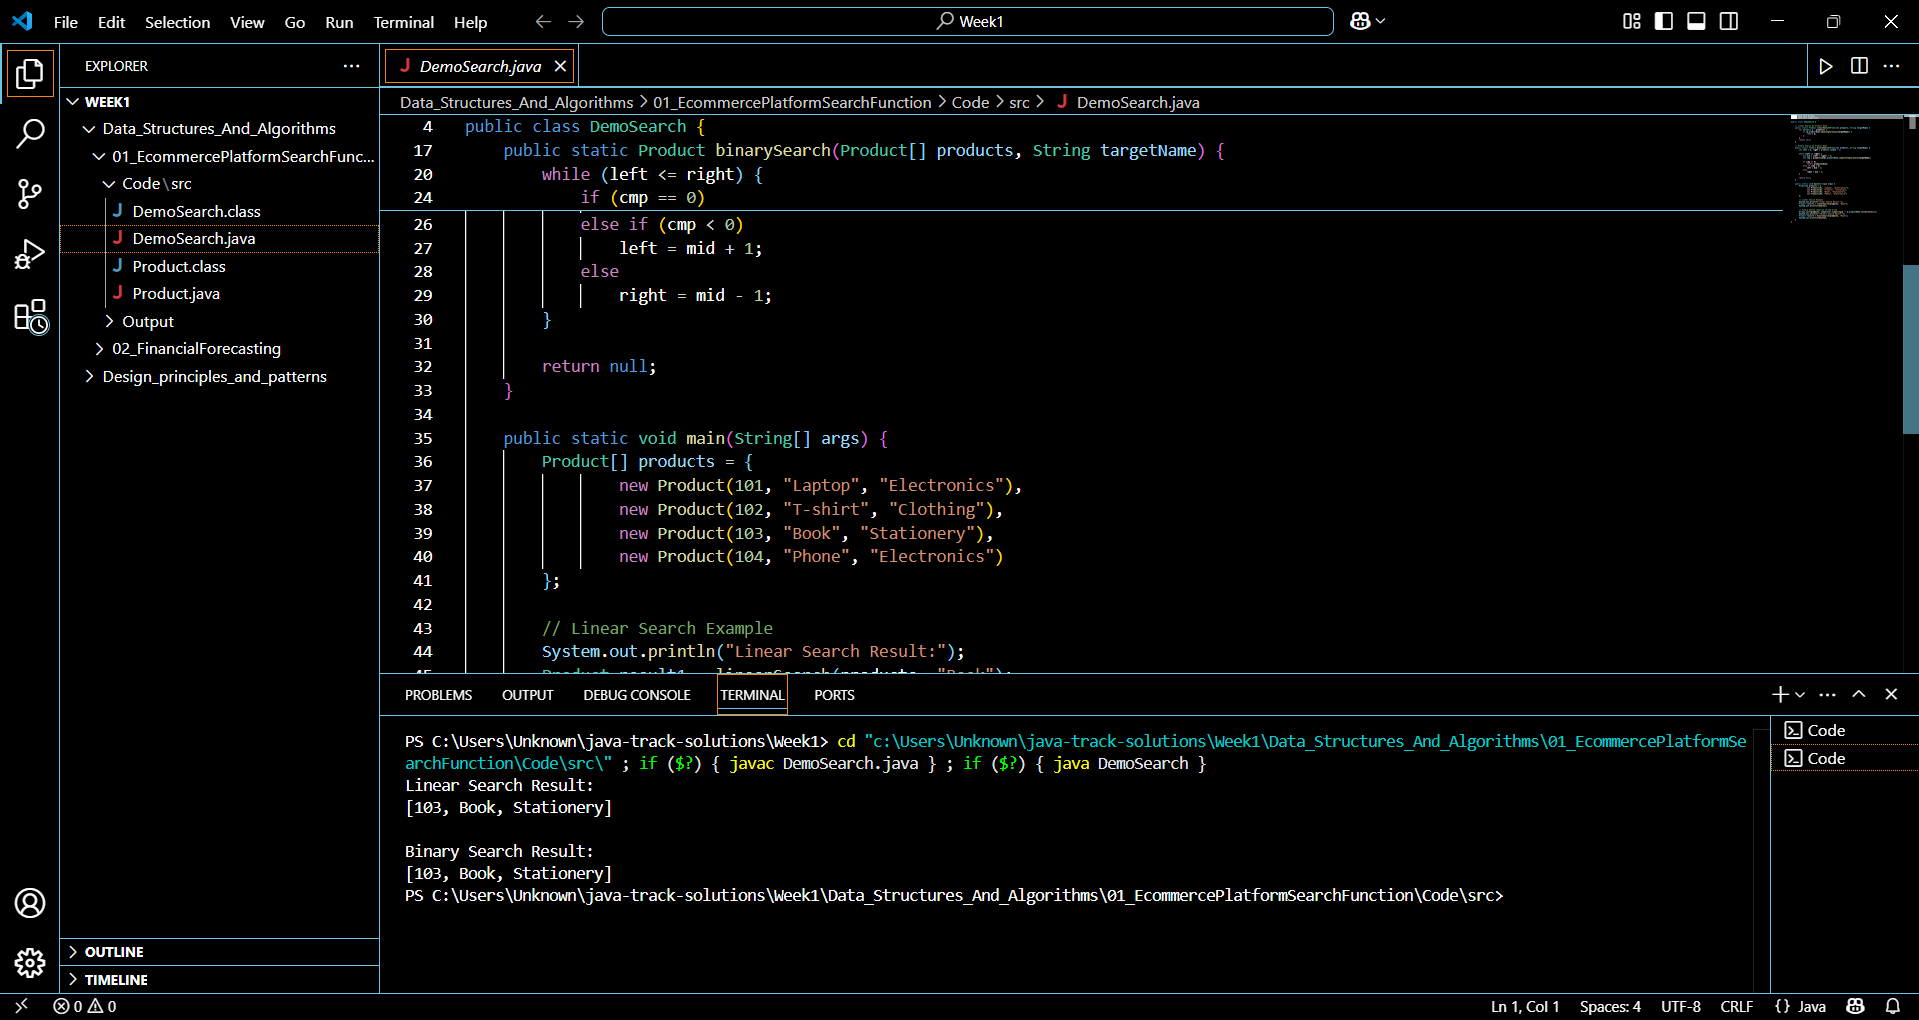 File Edit Selection View Go Run Terminal Help
Week1
EXPLORER
WEEK1
Data_Structures_And_Algorithms
01_EcommercePlatformSearchFunc...
Code\src
DemoSearch.class
DemoSearch.java
Product.class
Product.java
Output
02_FinancialForecasting
Design_principles_and_patterns
OUTLINE
TIMELINE
DemoSearch.java
Data_Structures_And_Algorithms > 01_EcommercePlatformSearchFunction > Code > src > DemoSearch.java
4 public class DemoSearch {
17 public static Product binarySearch(Product[] products, String targetName) {
20 while (left <= right) {
24 if (cmp == 0)
26 else if (cmp < 0)
27 left = mid + 1;
28 else
29 right = mid - 1;
30 }
31
32 return null;
33 }
34
35 public static void main(String[] args) {
36 Product[] products = {
37 new Product(101, "Laptop", "Electronics"),
38 new Product(102, "T-shirt", "Clothing"),
39 new Product(103, "Book", "Stationery"),
40 new Product(104, "Phone", "Electronics")
41 };
42
43 // Linear Search Example
44 System.out.println("Linear Search Result:");
45 Product result1 = linearSearch(products, "Book");
PROBLEMS OUTPUT DEBUG CONSOLE TERMINAL PORTS
PS C:\Users\Unknown\java-track-solutions\Week1> cd "c:\Users\Unknown\java-track-solutions\Week1\Data_Structures_And_Algorithms\01_EcommercePlatformSe
archFunction\Code\src\" ; if ($?) { javac DemoSearch.java } ; if ($?) { java DemoSearch }
Linear Search Result:
[103, Book, Stationery]
Binary Search Result:
[103, Book, Stationery]
PS C:\Users\Unknown\java-track-solutions\Week1\Data_Structures_And_Algorithms\01_EcommercePlatformSearchFunction\Code\src>
Code
Code
0 0
Ln 1, Col 1 Spaces: 4 UTF-8 CRLF {} Java